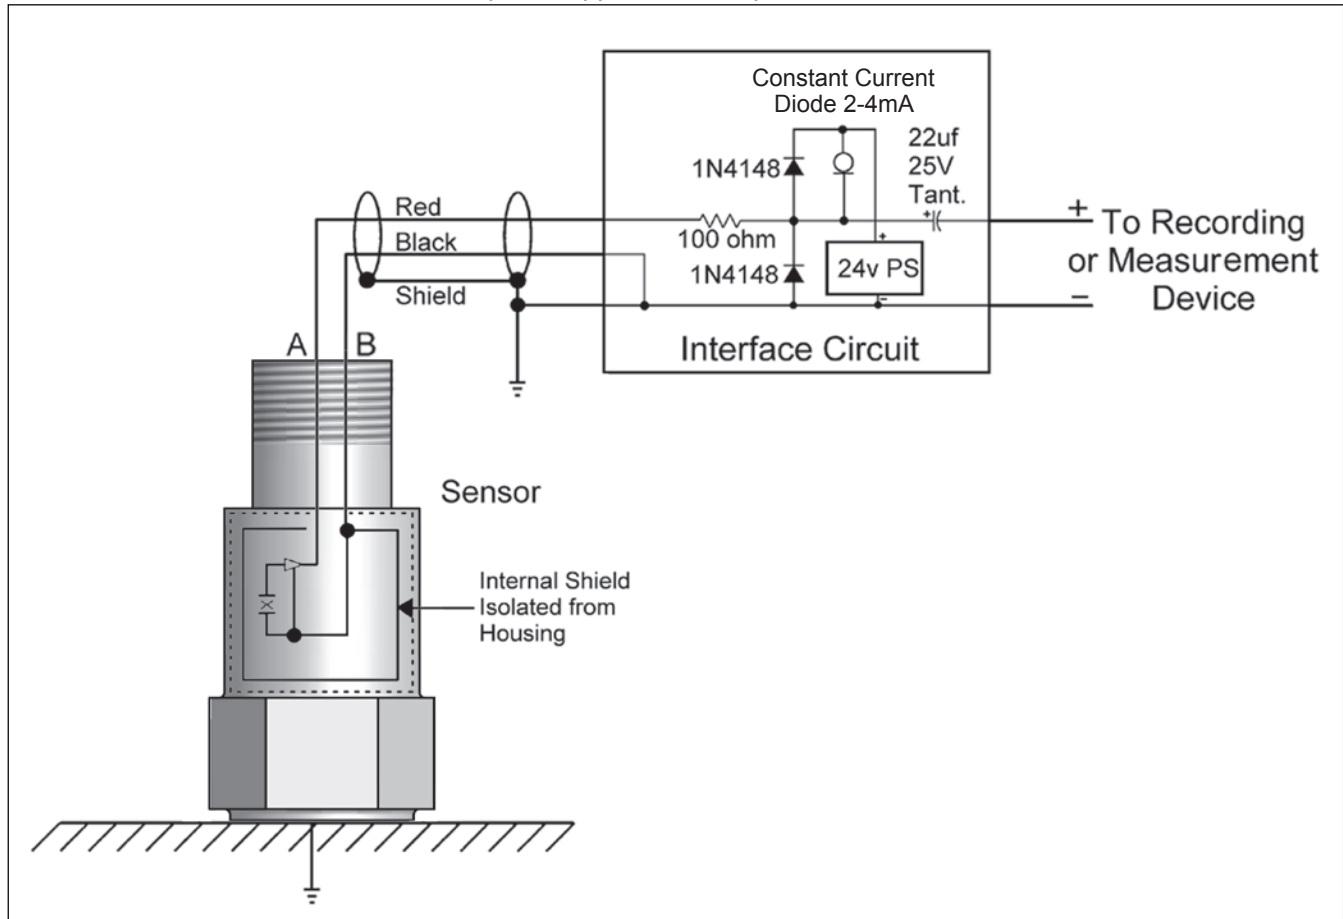 Constant Current
Diode 2-4mA
22uf
25V
Tant.
1N4148
+
Red
100 ohm
+
To Recording
or Measurement
Device
Black
1N4148
+
24v PS
-
Shield
−
Interface Circuit
A
B
Sensor
Internal Shield
Isolated from
Housing